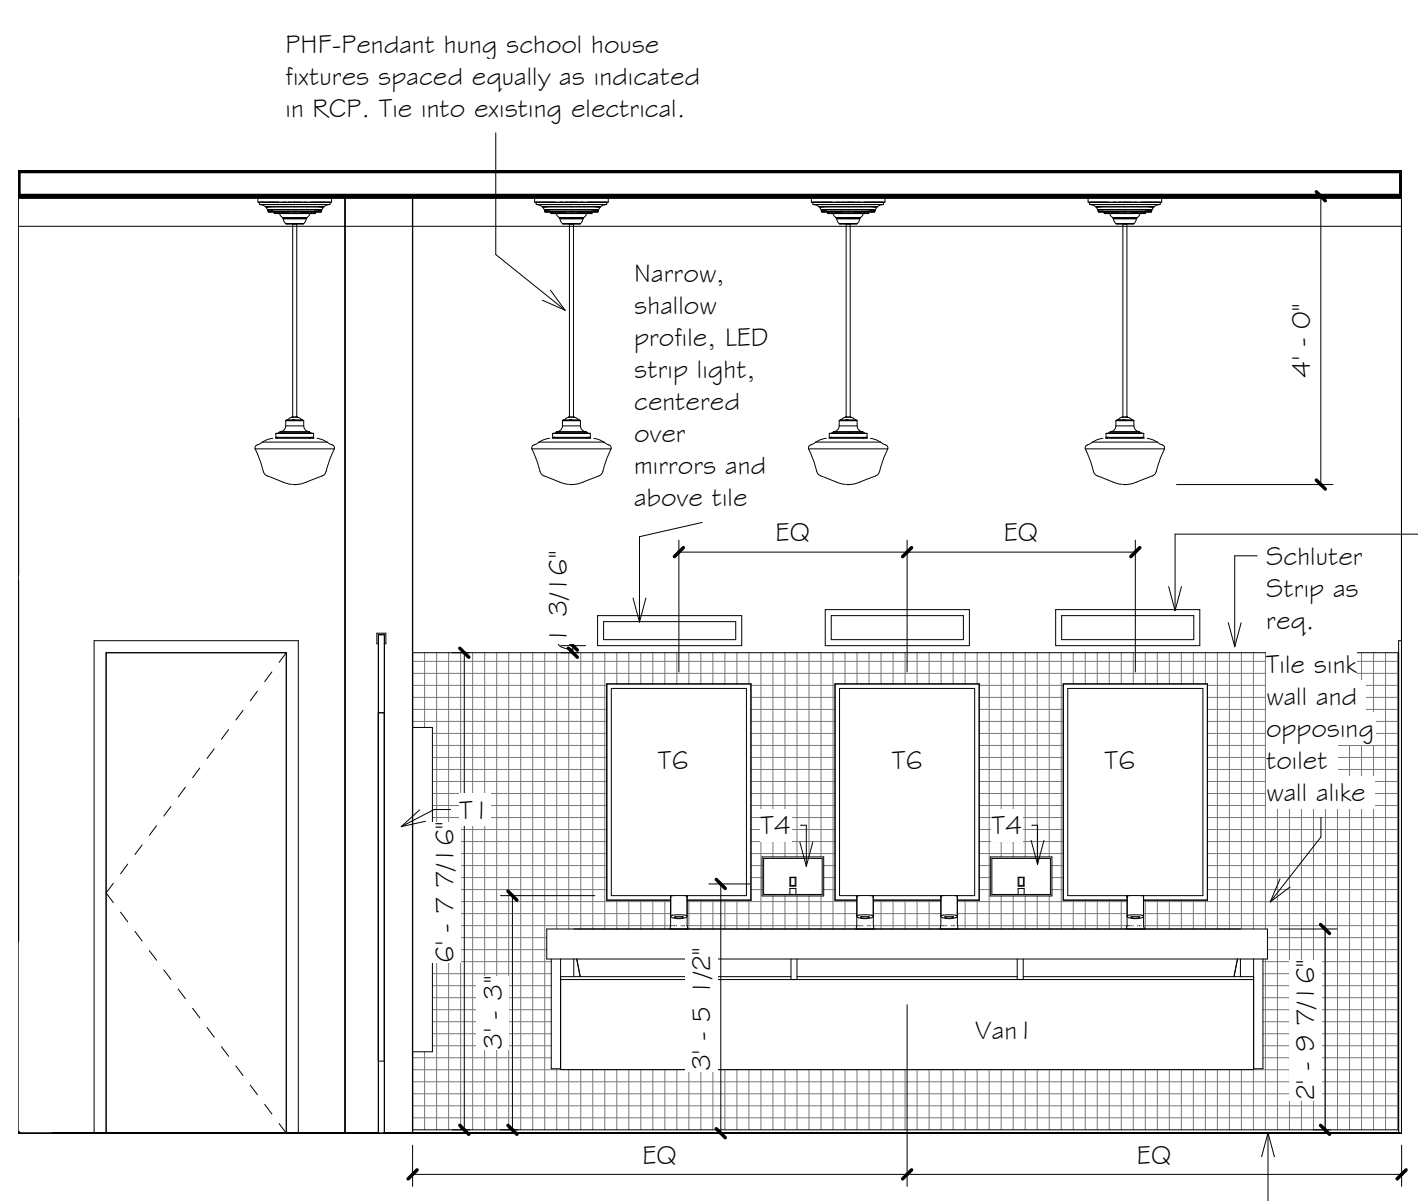 PHF-Pendant hung school house
fixtures spaced equally as indicated
in RCP. Tie into existing electrical.
Narrow,
shallow
profile, LED
strip light,
centered
over
mirrors and
above tile
4' - 0"
EQ
EQ
1 3/16"
Schluter
Strip as
req.
Tile sink
wall and
opposing
toilet
wall alike
T6
T6
T6
T1
T4
T4
6' - 7 7/16"
3' - 3"
3' - 5 1/2"
2' - 9 7/16"
Van1
EQ
EQ